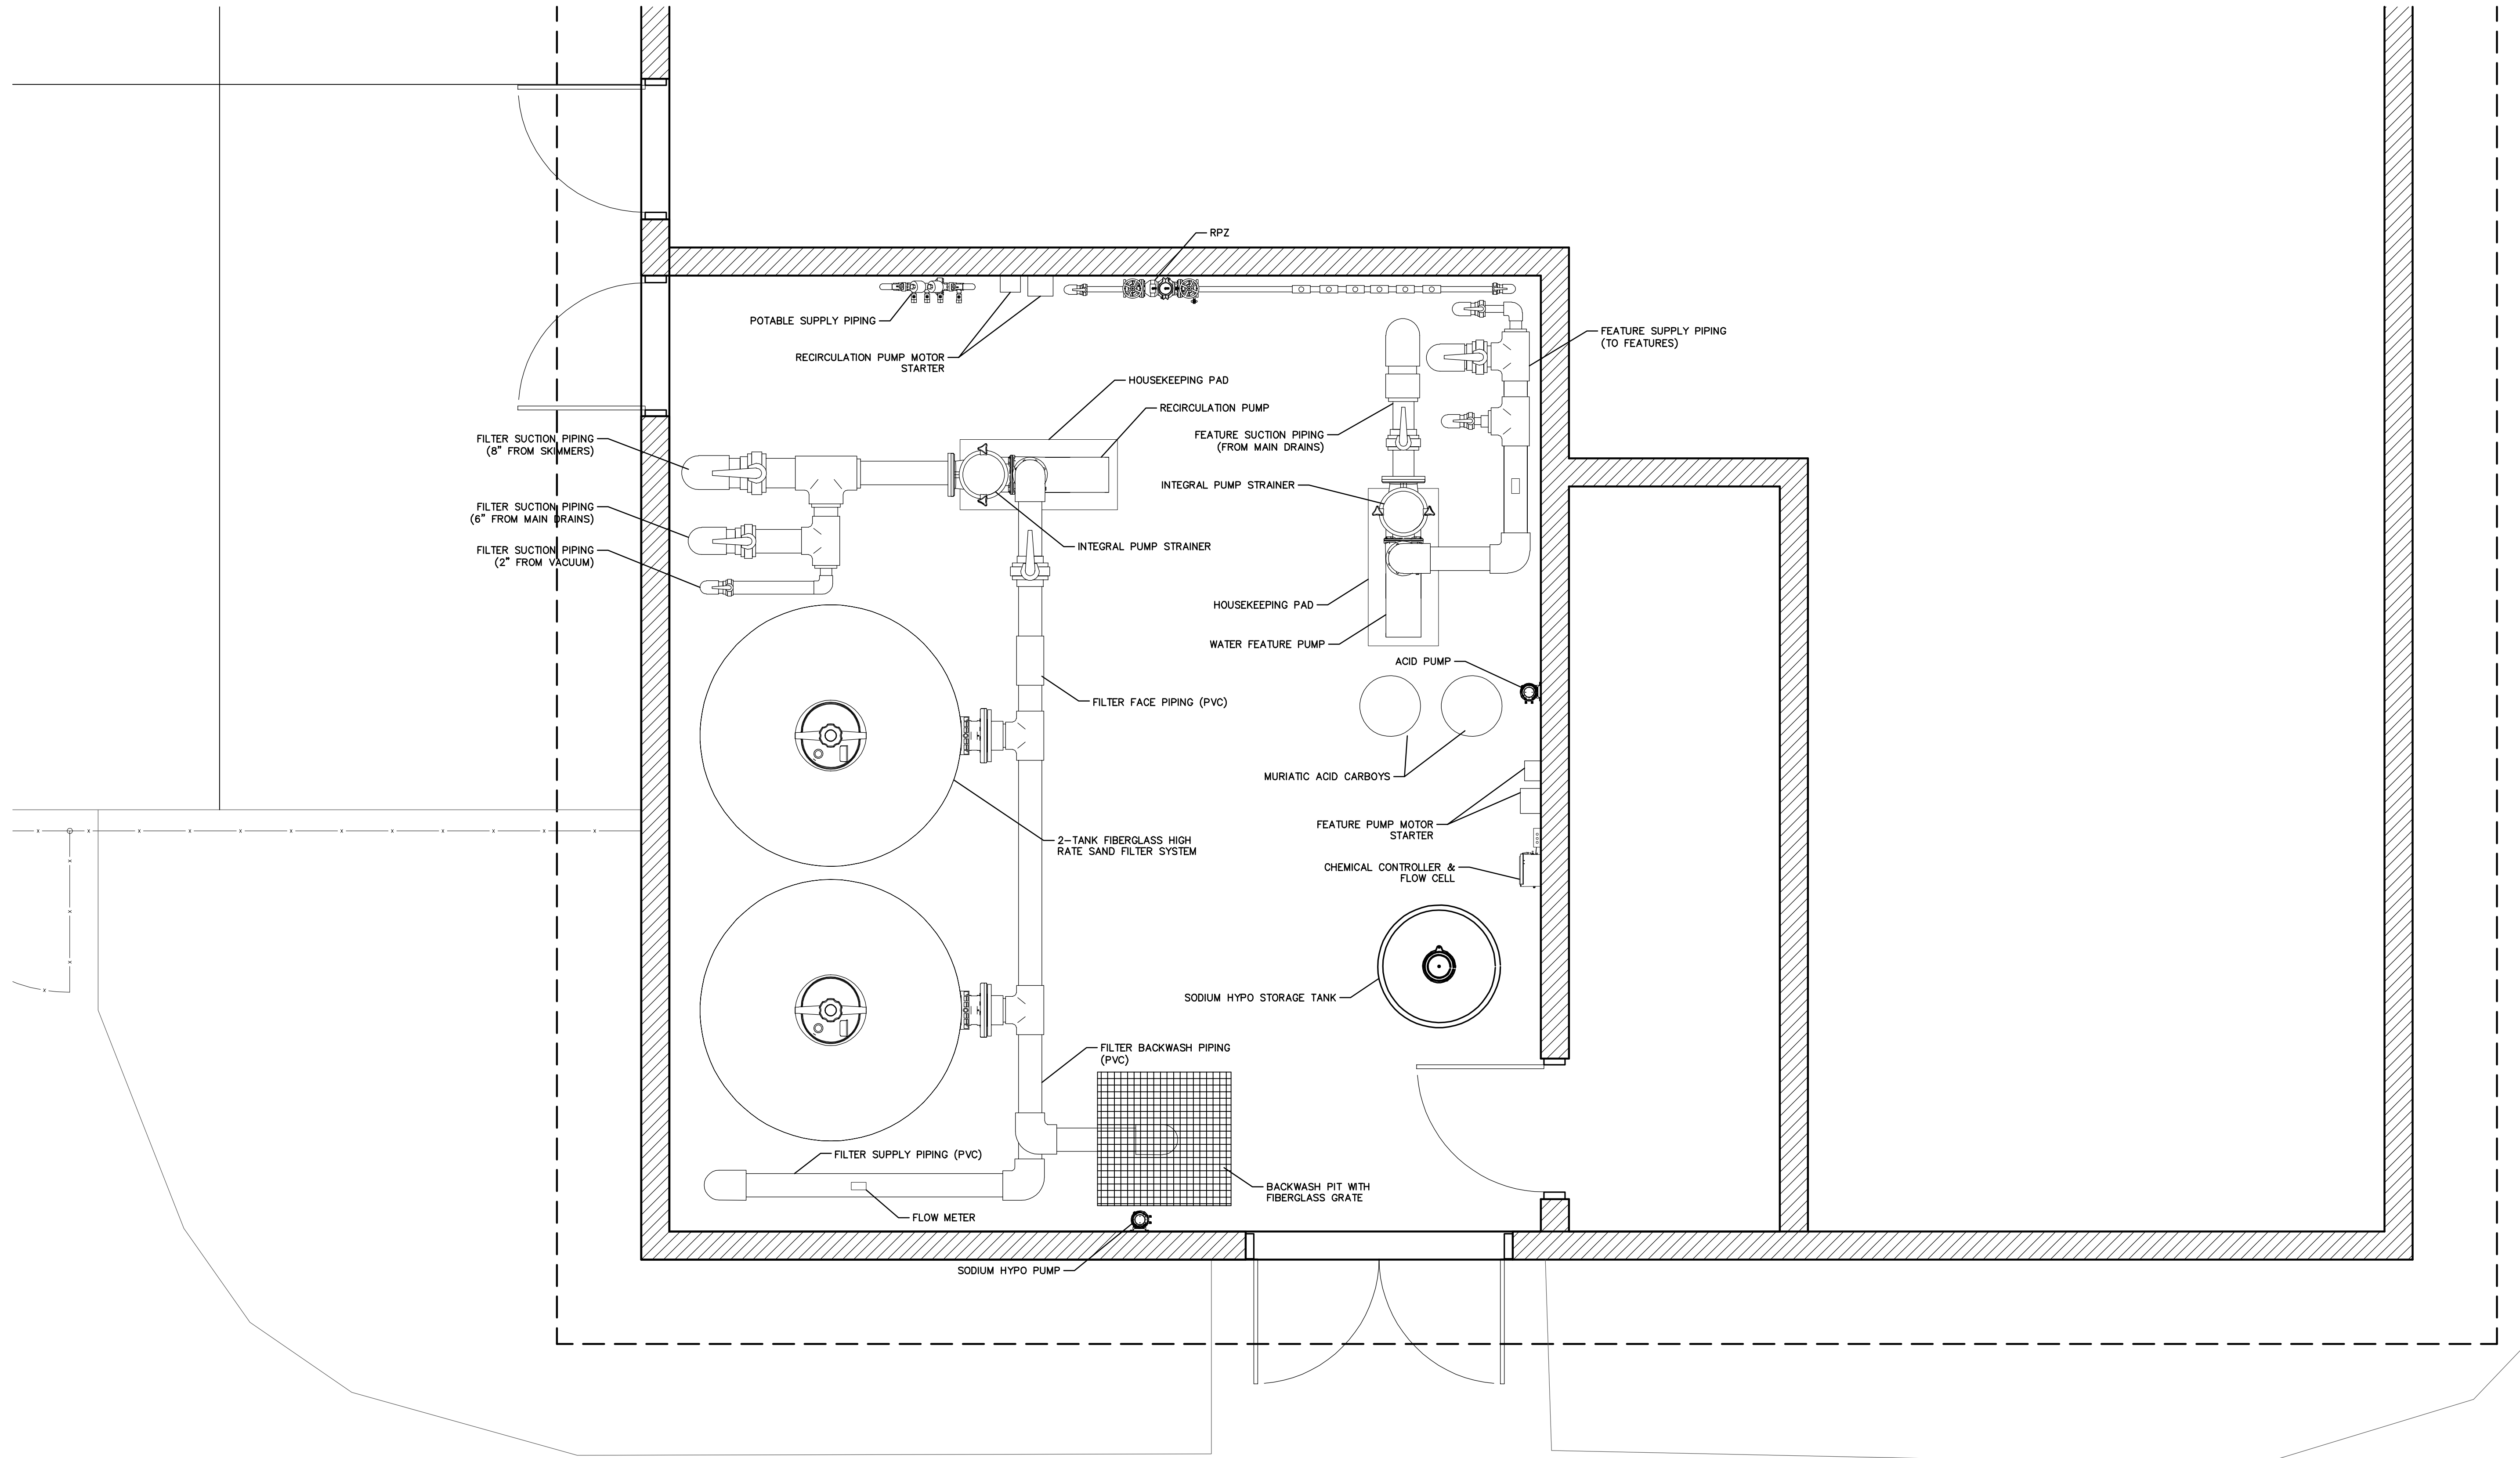 RPZ
POTABLE SUPPLY PIPING
RECIRCULATION PUMP MOTOR
STARTER
FEATURE SUPPLY PIPING
(TO FEATURES)
HOUSEKEEPING PAD
RECIRCULATION PUMP
FEATURE SUCTION PIPING
(FROM MAIN DRAINS)
FILTER SUCTION PIPING
(8" FROM SKIMMERS)
INTEGRAL PUMP STRAINER
FILTER SUCTION PIPING
(6" FROM MAIN DRAINS)
INTEGRAL PUMP STRAINER
FILTER SUCTION PIPING
(2" FROM VACUUM)
HOUSEKEEPING PAD
WATER FEATURE PUMP
ACID PUMP
FILTER FACE PIPING (PVC)
MURIATIC ACID CARBOYS
FEATURE PUMP MOTOR
STARTER
2-TANK FIBERGLASS HIGH
RATE SAND FILTER SYSTEM
CHEMICAL CONTROLLER &
FLOW CELL
SODIUM HYPO STORAGE TANK
FILTER BACKWASH PIPING
(PVC)
FILTER SUPPLY PIPING (PVC)
BACKWASH PIT WITH
FIBERGLASS GRATE
FLOW METER
SODIUM HYPO PUMP